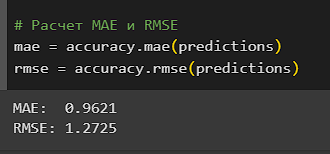 # Расчет MAE и RMSE
mae = accuracy.mae(predictions)
rmse = accuracy.rmse(predictions)
MAE:  0.9621
RMSE: 1.2725